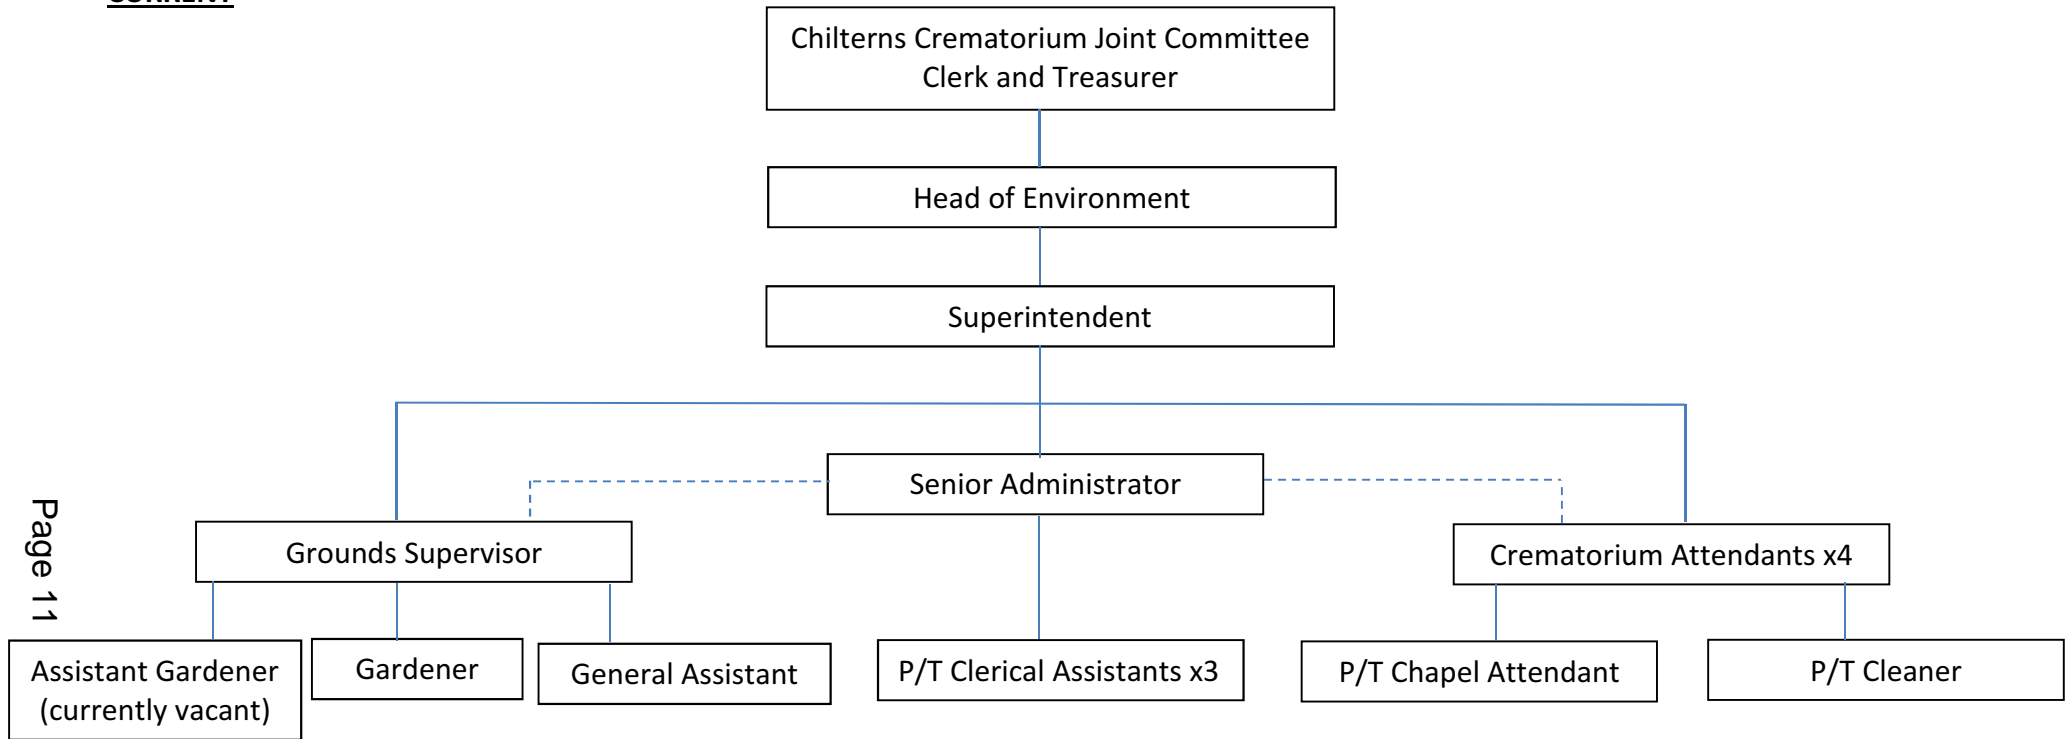 CURRENT
Chilterns Crematorium Joint Committee
Clerk and Treasurer
Head of Environment
Superintendent
Senior Administrator
Grounds Supervisor
Crematorium Attendants x4
Assistant Gardener
(currently vacant)
Gardener
General Assistant
P/T Clerical Assistants x3
P/T Chapel Attendant
P/T Cleaner
Page 11